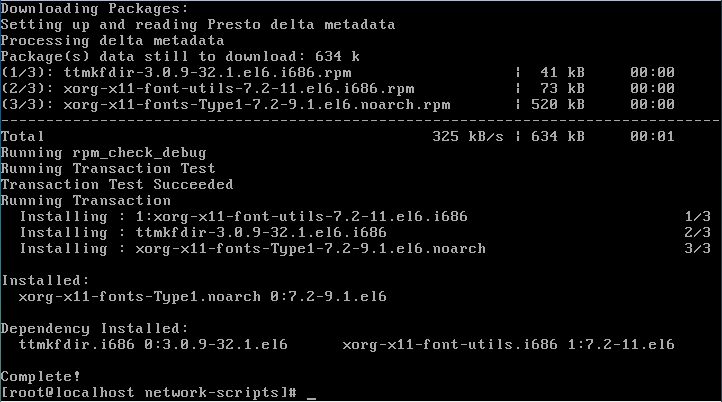 Downloading Packages:
Setting up and reading Presto delta metadata
Processing delta metadata
Package(s) data still to download: 634 k
(1/3): ttmkfdir-3.0.9-32.1.el6.i686.rpm | 41 kB 00:00
(2/3): xorg-x11-font-utils-7.2-11.el6.i686.rpm | 73 kB 00:00
(3/3): xorg-x11-fonts-Type1-7.2-9.1.el6.noarch.rpm | 520 kB 00:00
--------------------------------------------------------------------------------
Total 325 kB/s | 634 kB 00:01
Running rpm_check_debug
Running Transaction Test
Transaction Test Succeeded
Running Transaction
Installing : 1:xorg-x11-font-utils-7.2-11.el6.i686 1/3
Installing : ttmkfdir-3.0.9-32.1.el6.i686 2/3
Installing : xorg-x11-fonts-Type1-7.2-9.1.el6.noarch 3/3
Installed:
xorg-x11-fonts-Type1.noarch 0:7.2-9.1.el6
Dependency Installed:
ttmkfdir.i686 0:3.0.9-32.1.el6 xorg-x11-font-utils.i686 1:7.2-11.el6
Complete!
[root@localhost network-scripts]# _